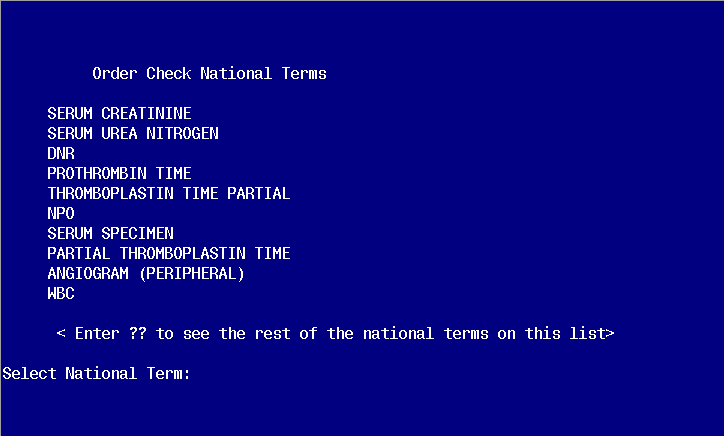 Order Check National Terms
SERUM CREATININE
SERUM UREA NITROGEN
DNR
PROTHROMBIN TIME
THROMBOPLASTIN TIME PARTIAL
NPO
SERUM SPECIMEN
PARTIAL THROMBOPLASTIN TIME
ANGIOGRAM (PERIPHERAL)
WBC
< Enter ?? to see the rest of the national terms on this list>
Select National Term: